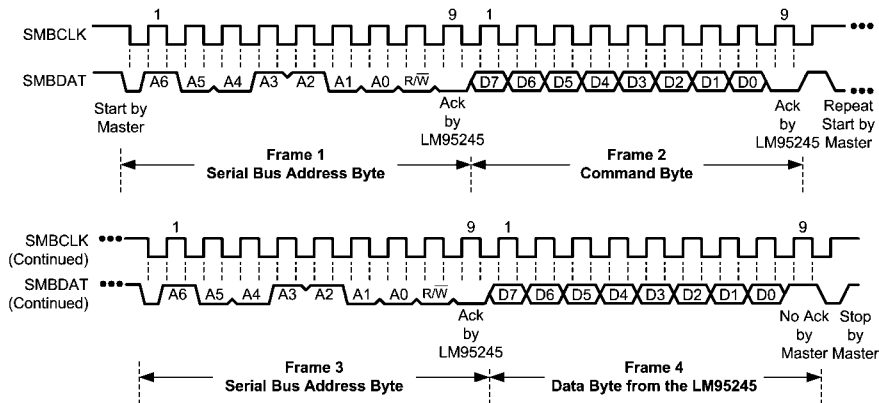 1 9 1 9
SMBCLK
SMBDAT A6 A5 A4 A3 A2 A1 A0 R/W̅ D7 D6 D5 D4 D3 D2 D1 D0
Start by
Master
Ack
by
LM95245
Ack
by
LM95245
Repeat
Start by
Master
Frame 1
Serial Bus Address Byte
Frame 2
Command Byte
1 9 1 9
SMBCLK
(Continued)
SMBDAT
(Continued)
A6 A5 A4 A3 A2 A1 A0 R/W̅ D7 D6 D5 D4 D3 D2 D1 D0
Ack
by
LM95245
No Ack
by
Master
Stop
by
Master
Frame 3
Serial Bus Address Byte
Frame 4
Data Byte from the LM95245